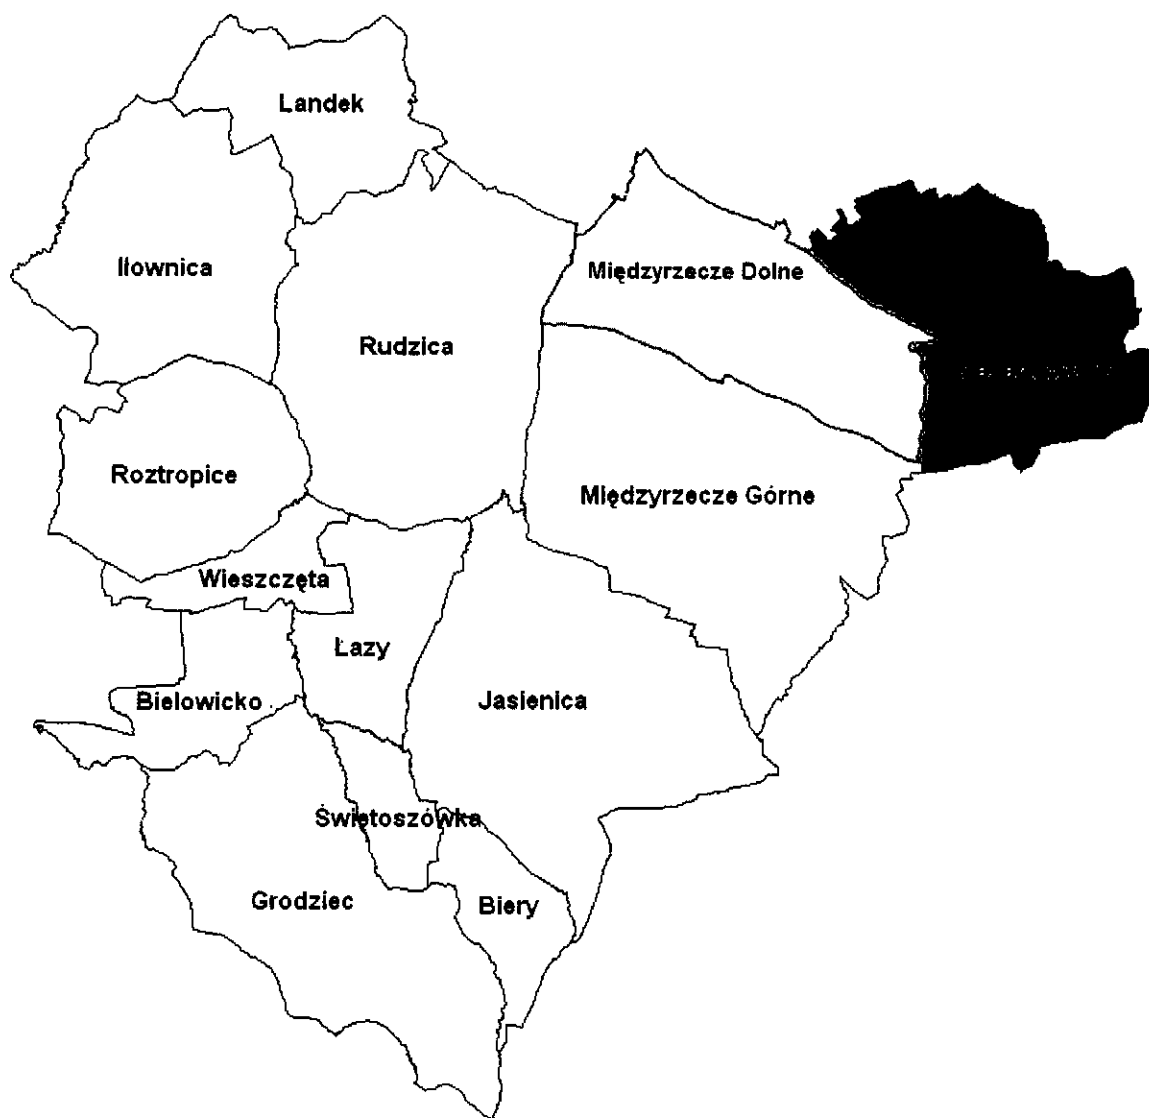 Landek
Iłownica
Międzyrzecze Dolne
Rudzica
Roztropice
Międzyrzecze Górne
Wieszczęta
Łazy
Bielowicko
Jasienica
Świętoszówka
Grodziec
Biery